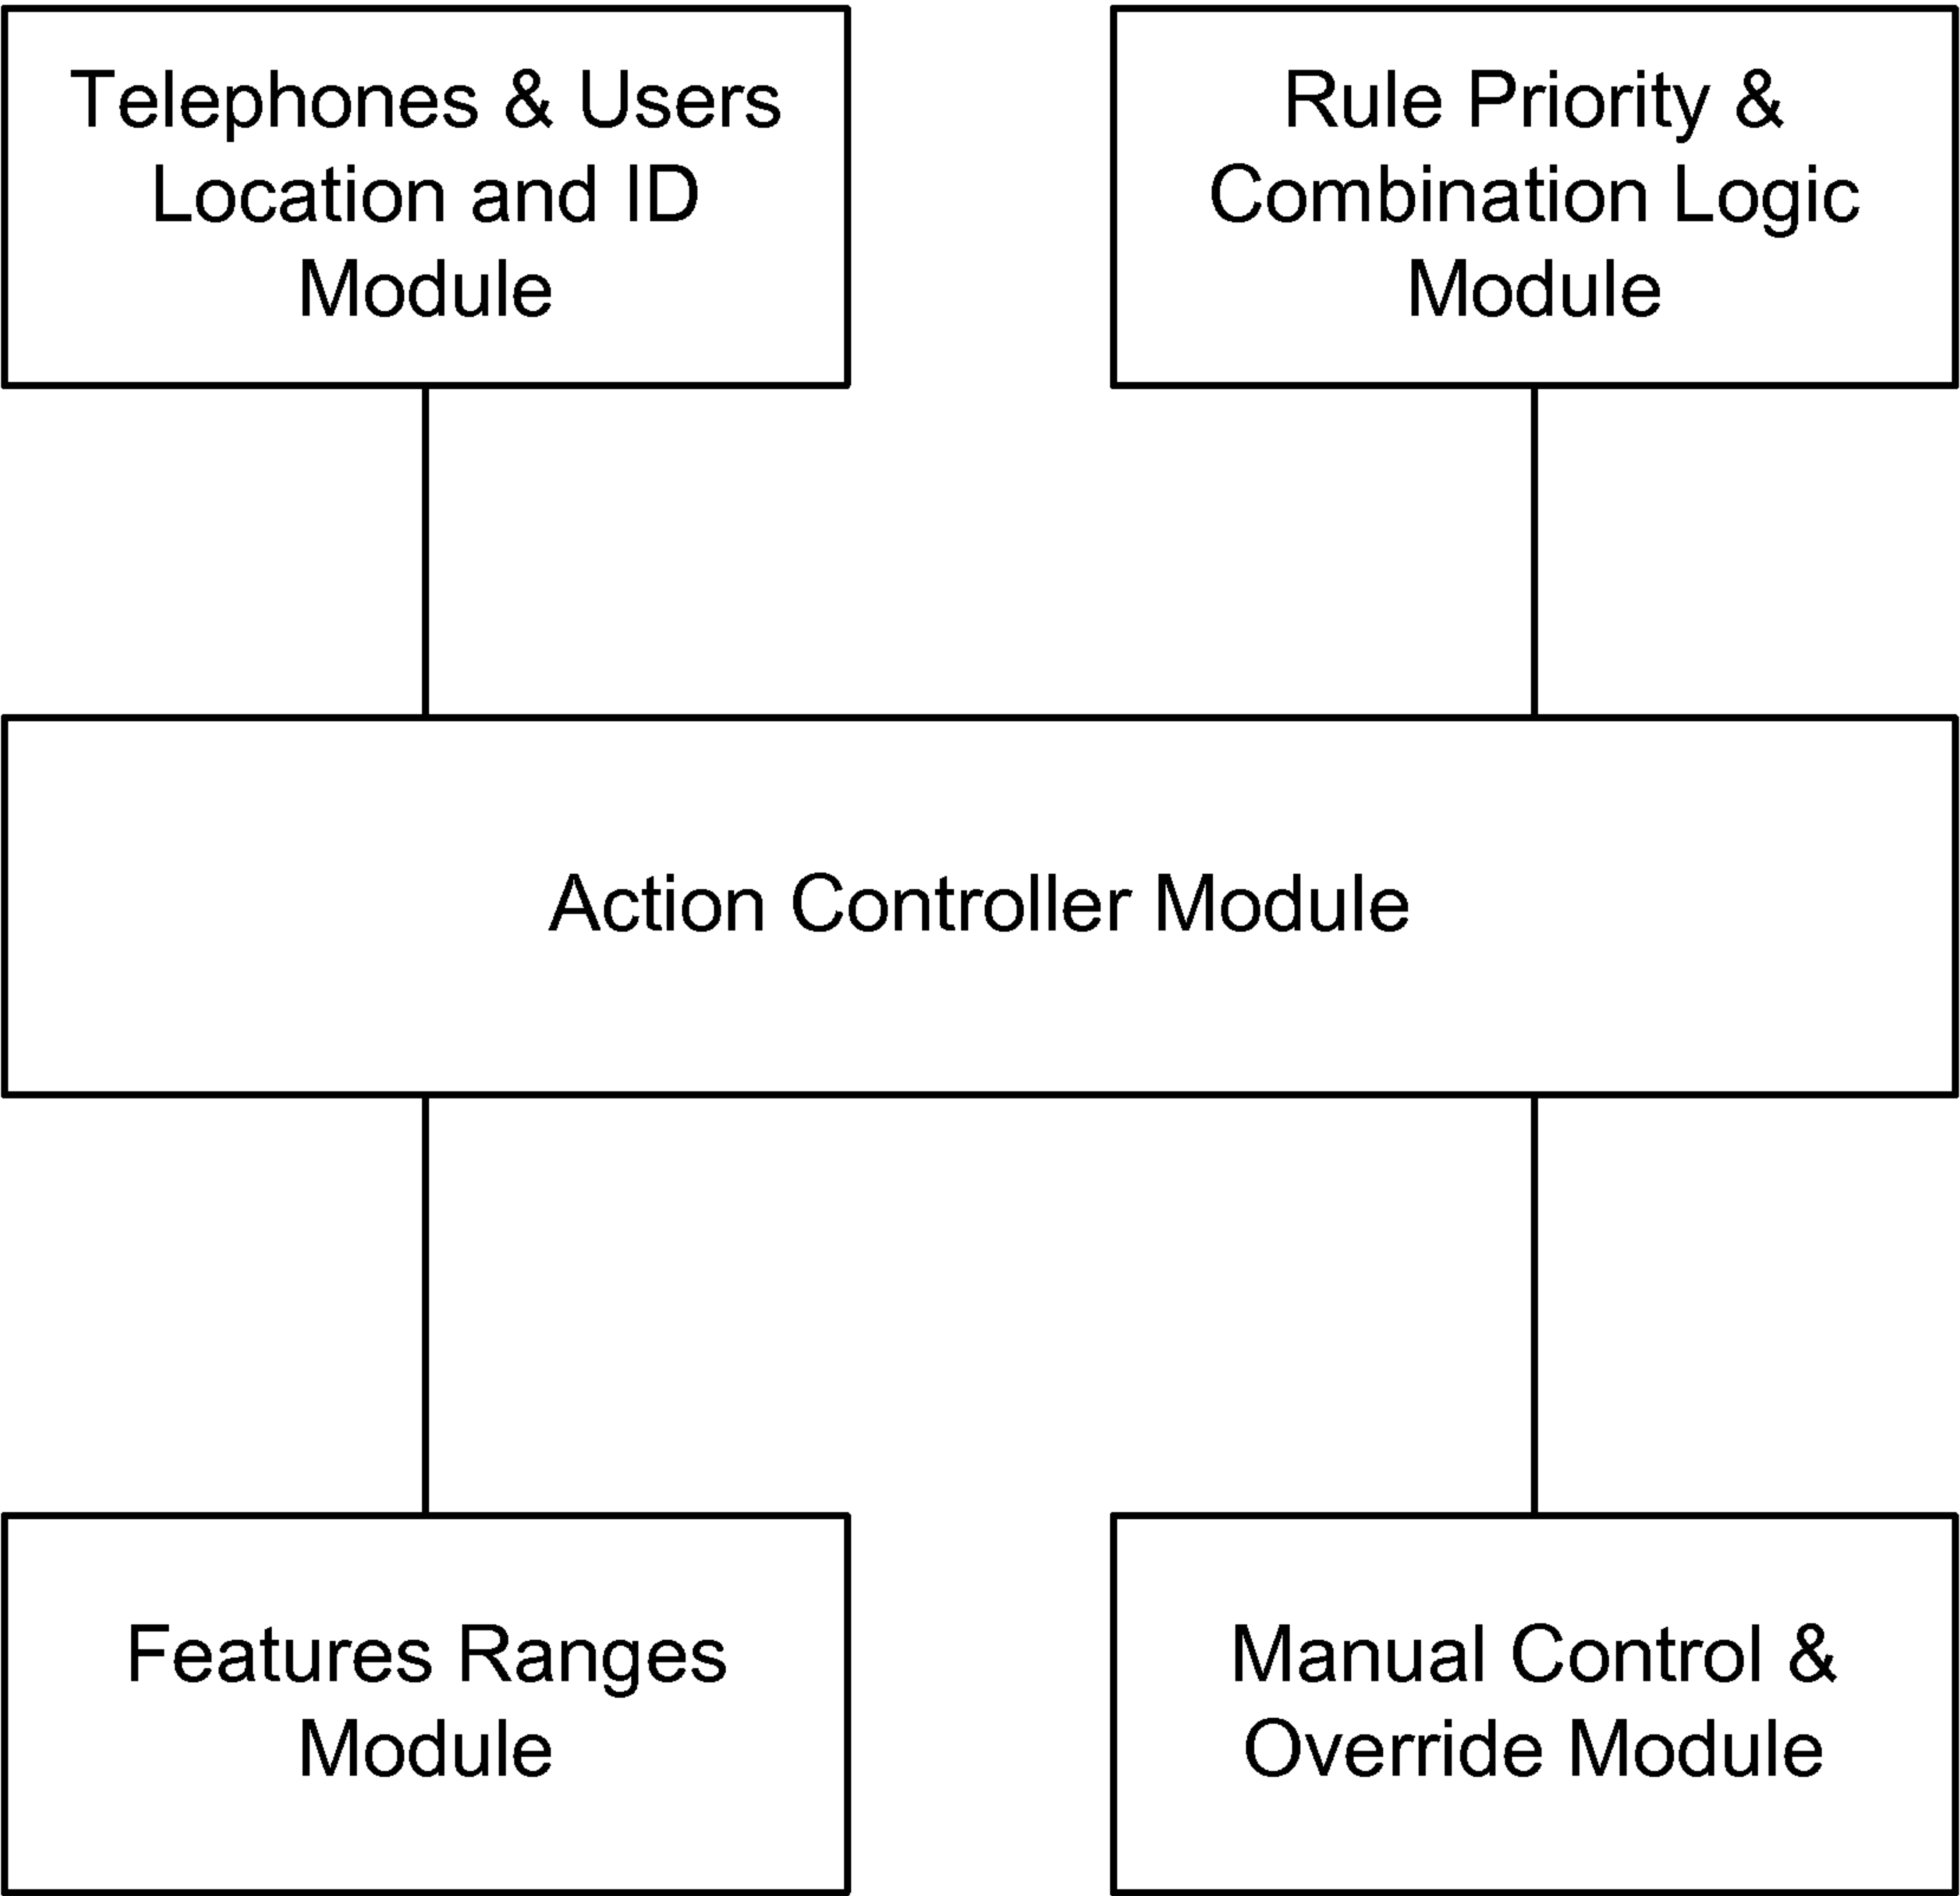 Telephones & Users
Location and ID
Module
Rule Priority &
Combination Logic
Module
Action Controller Module
Features Ranges
Module
Manual Control &
Override Module